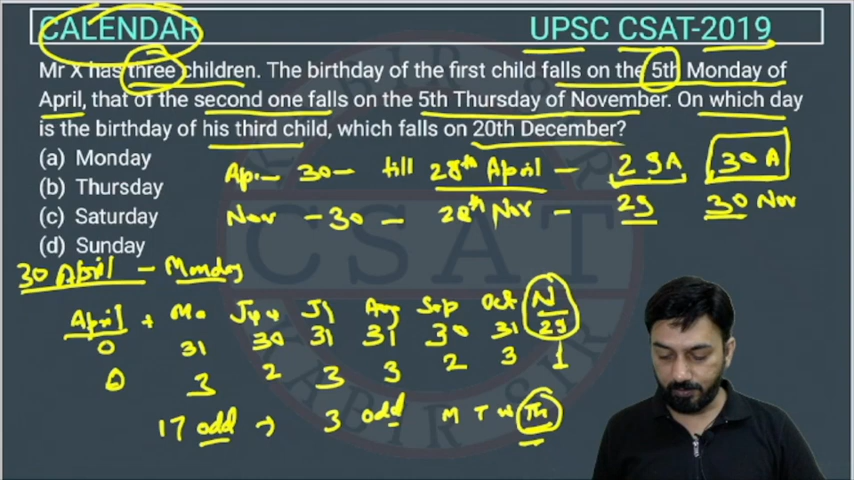 CALENDAR UPSC CSAT-2019
Mr X has three children. The birthday of the first child falls on the 5th Monday of
April, that of the second one falls on the 5th Thursday of November. On which day
is the birthday of his third child, which falls on 20th December?
(a) Monday
(b) Thursday
(c) Saturday
(d) Sunday
Apr. - 30 - till 28th April - 29A 30A
Nov - 30 - 28th Nov - 29 30 Nov
30 April - Monday
April + Ma Jun Jl Aug Sep Oct N
0 31 30 31 31 30 31 29
0 3 2 3 3 2 3 1
17 odd → 3 odd M T W Th
CSAT
KABIR SIR